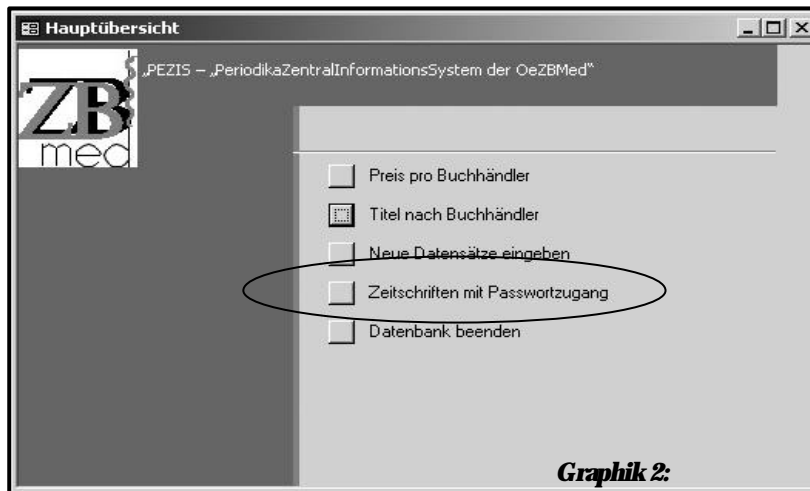 Hauptübersicht
„PEZIS – „PeriodikaZentralInformationsSystem der OeZBMed“
ZB
med
Preis pro Buchhändler
Titel nach Buchhändler
Neue Datensätze eingeben
Zeitschriften mit Passwortzugang
Datenbank beenden
Graphik 2: